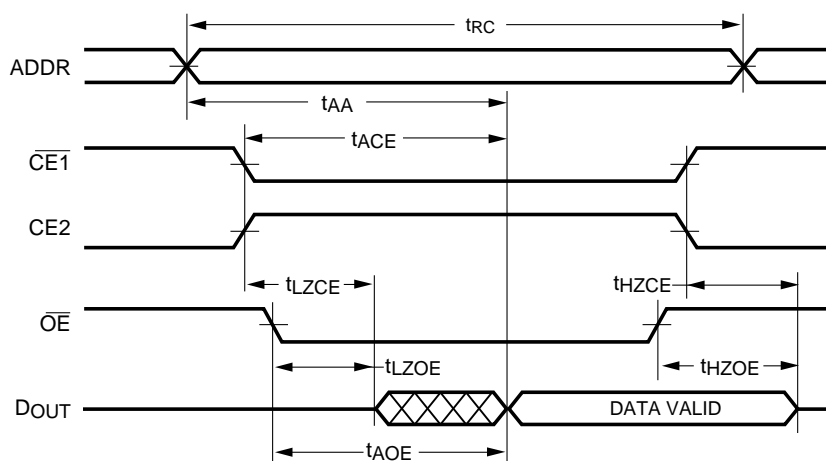 tRC
ADDR
tAA
tACE
CE1
CE2
tLZCE
tHZCE
OE
tLZOE
tHZOE
DOUT
DATA VALID
tAOE